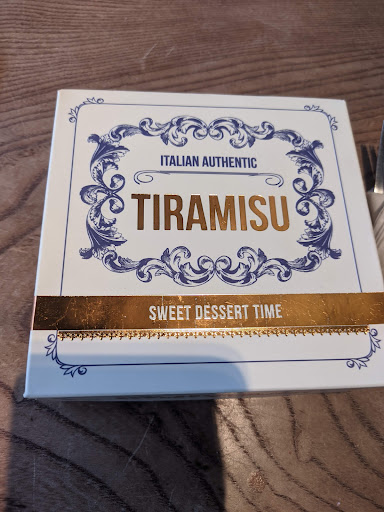 ITALIAN AUTHENTIC
TIRAMISU
SWEET DESSERT TIME